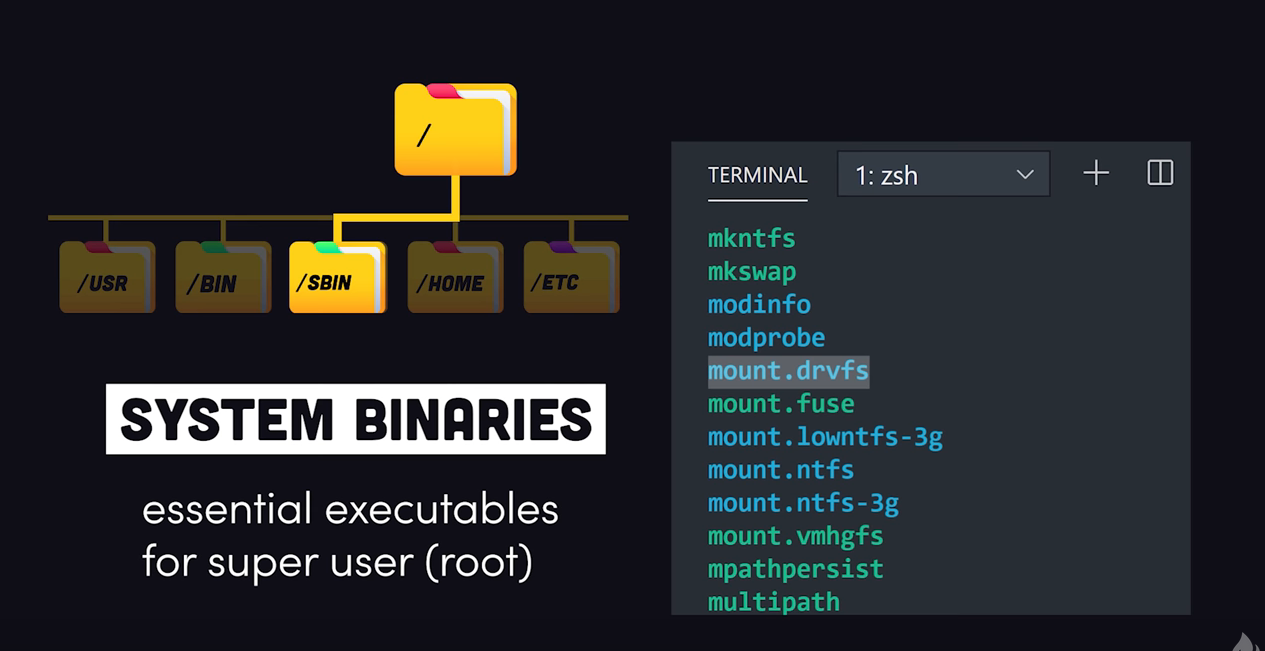 /
/USR
/BIN
/SBIN
/HOME
/ETC
SYSTEM BINARIES
essential executables
for super user (root)
TERMINAL
1: zsh
mkntfs
mkswap
modinfo
modprobe
mount.drvfs
mount.fuse
mount.lowntfs-3g
mount.ntfs
mount.ntfs-3g
mount.vmhgfs
mpathpersist
multipath